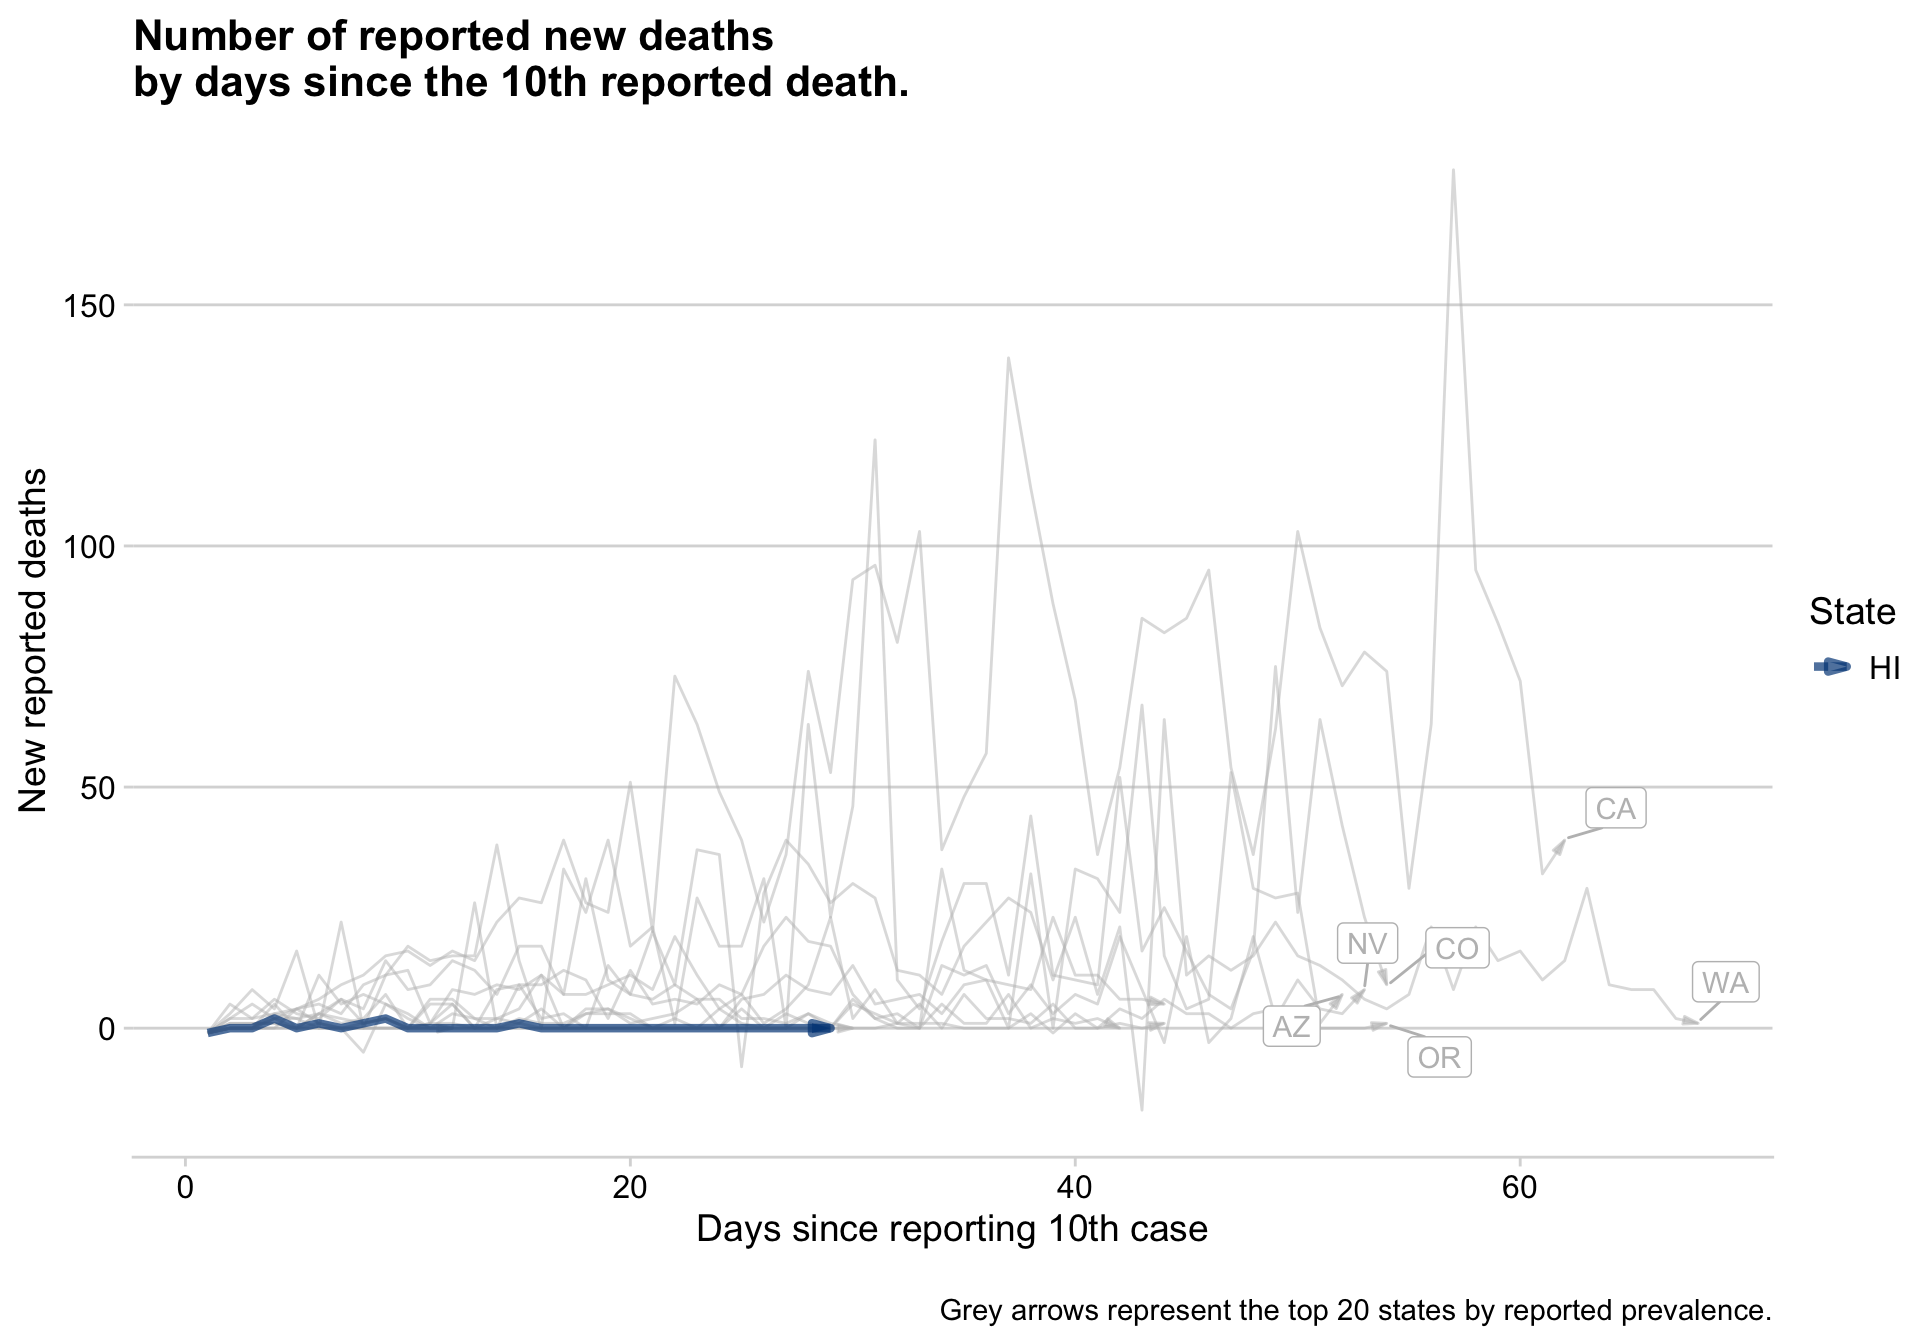 Number of reported new deaths
by days since the 10th reported death.
New reported deaths
150
100
50
0
CA
NV
CO
WA
AZ
OR
State
HI
0
20
40
60
Days since reporting 10th case
Grey arrows represent the top 20 states by reported prevalence.